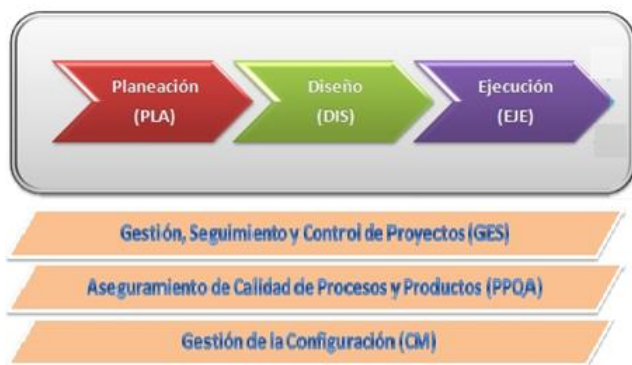 Planeación
(PLA)
Diseño
(DIS)
Ejecución
(EJE)
Gestión, Seguimiento y Control de Proyectos (GES)
Aseguramiento de Calidad de Procesos y Productos (PPQA)
Gestión de la Configuración (CM)